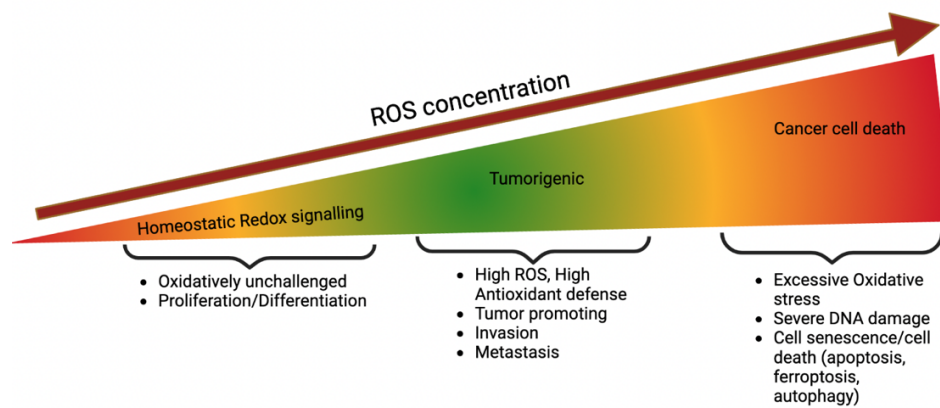 ROS concentration
Cancer cell death
Tumorigenic
Homeostatic Redox signalling
• Oxidatively unchallenged
• Proliferation/Differentiation
• High ROS, High
Antioxidant defense
• Tumor promoting
• Invasion
• Metastasis
• Excessive Oxidative
stress
• Severe DNA damage
• Cell senescence/cell
death (apoptosis,
ferroptosis,
autophagy)